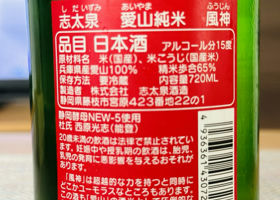 しだいずみ あいやま ふうじん
志太泉 愛山純米 風神
品目 日本酒 アルコール分15度
米(国産)、米こうじ(国産)
兵庫県産愛山100% 精米歩合65%
保存方法 要冷蔵 内容量720ML
製造者 株式会社 志太泉酒造
静岡県藤枝市宮原423番地22の1
静岡酵母NEW-5使用
杜氏 西原光志(能登)
20歳未満の飲酒は法律で禁止されています。
妊娠中や授乳期の飲酒は、胎児・
乳児の発育に悪影響を与えるおそれが
あります。
「風神」は超越的な力を持つと同時に
どこかユーモラスなところもあります。
4936361430172